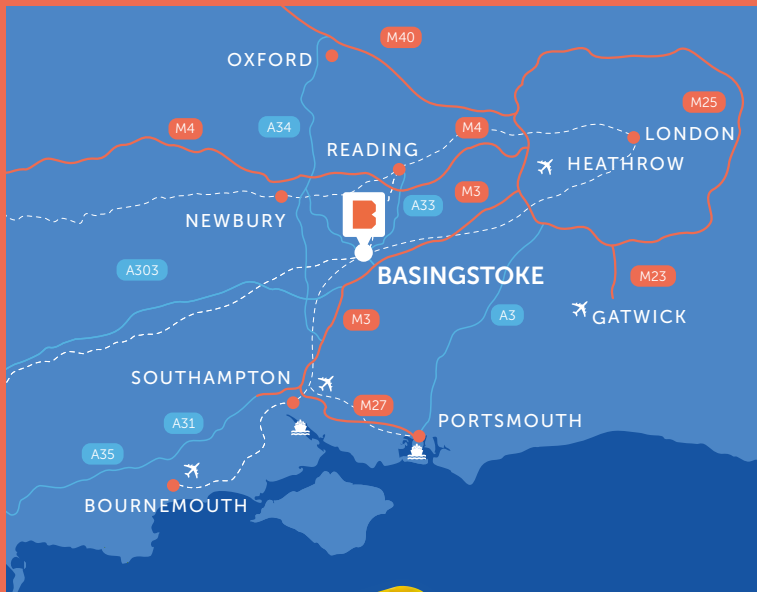 M40
OXFORD
M25
A34
M4
M4
LONDON
READING
HEATHROW
M3
A33
NEWBURY
B
A303
BASINGSTOKE
M23
A3
GATWICK
M3
SOUTHAMPTON
M27
A31
PORTSMOUTH
A35
BOURNEMOUTH